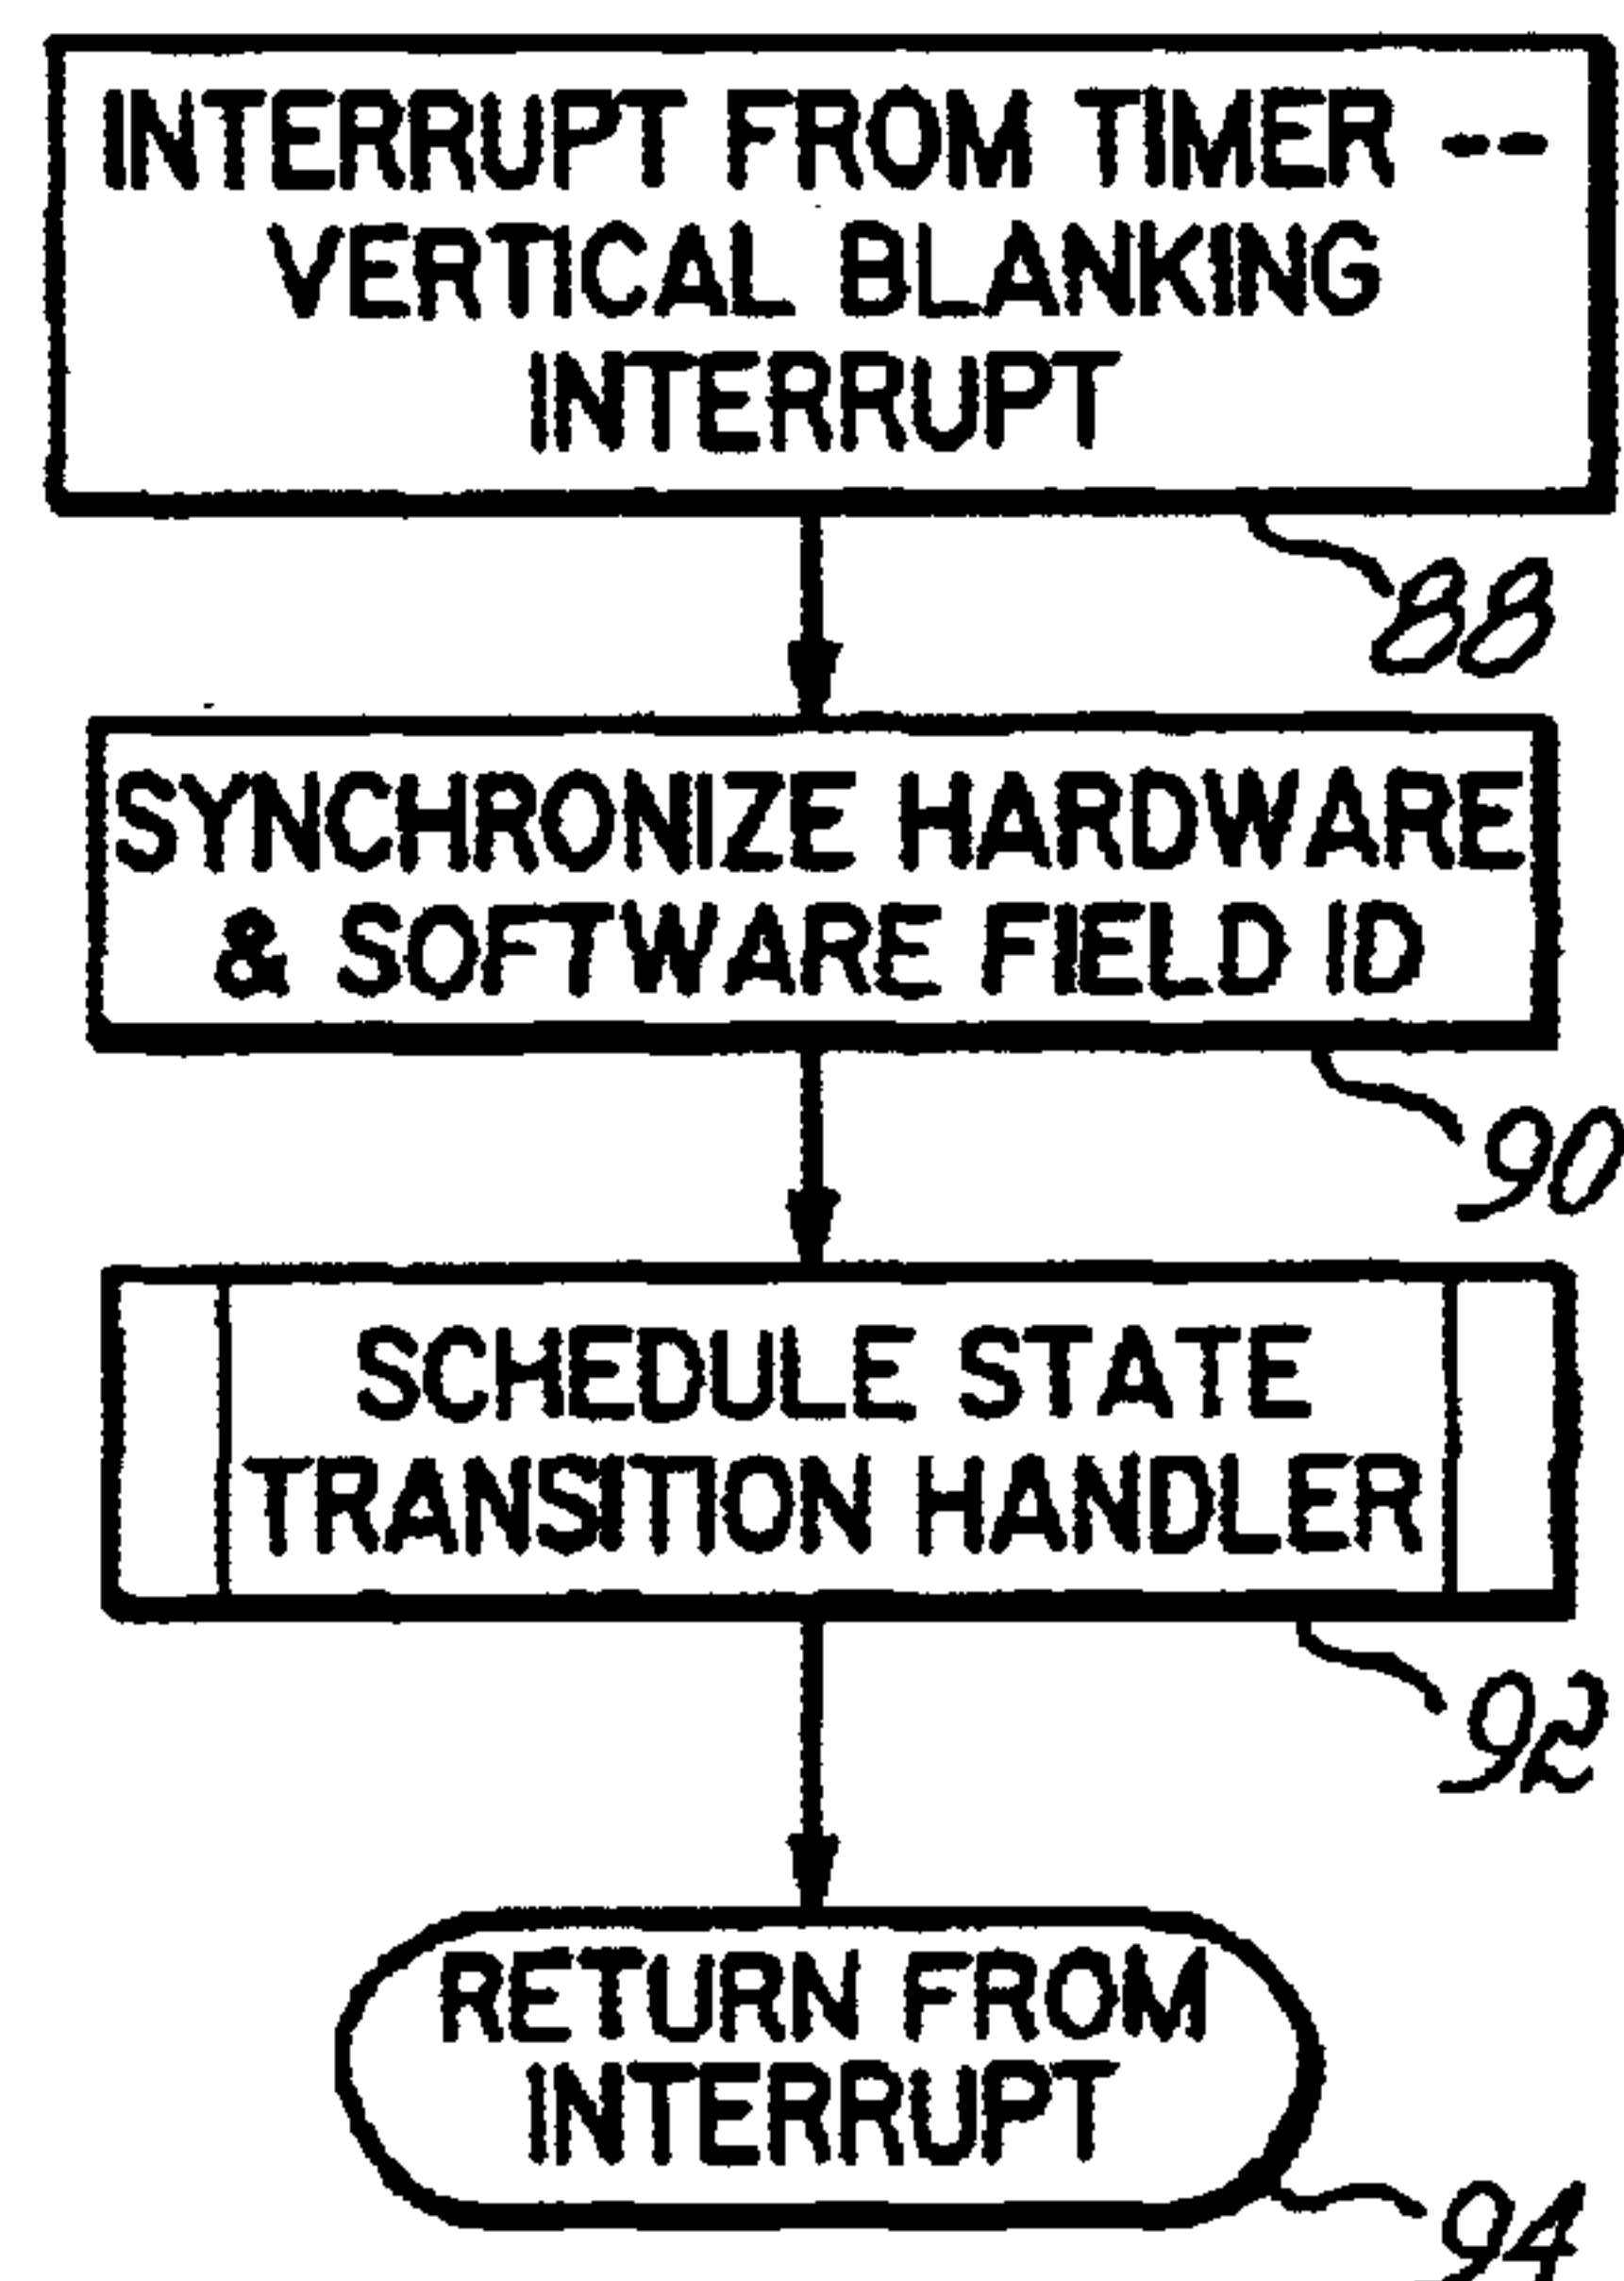 INTERRUPT FROM TIMER --
VERTICAL BLANKING
INTERRUPT
88
SYNCHRONIZE HARDWARE
& SOFTWARE FIELD ID
90
SCHEDULE STATE
TRANSITION HANDLER
92
RETURN FROM
INTERRUPT
94